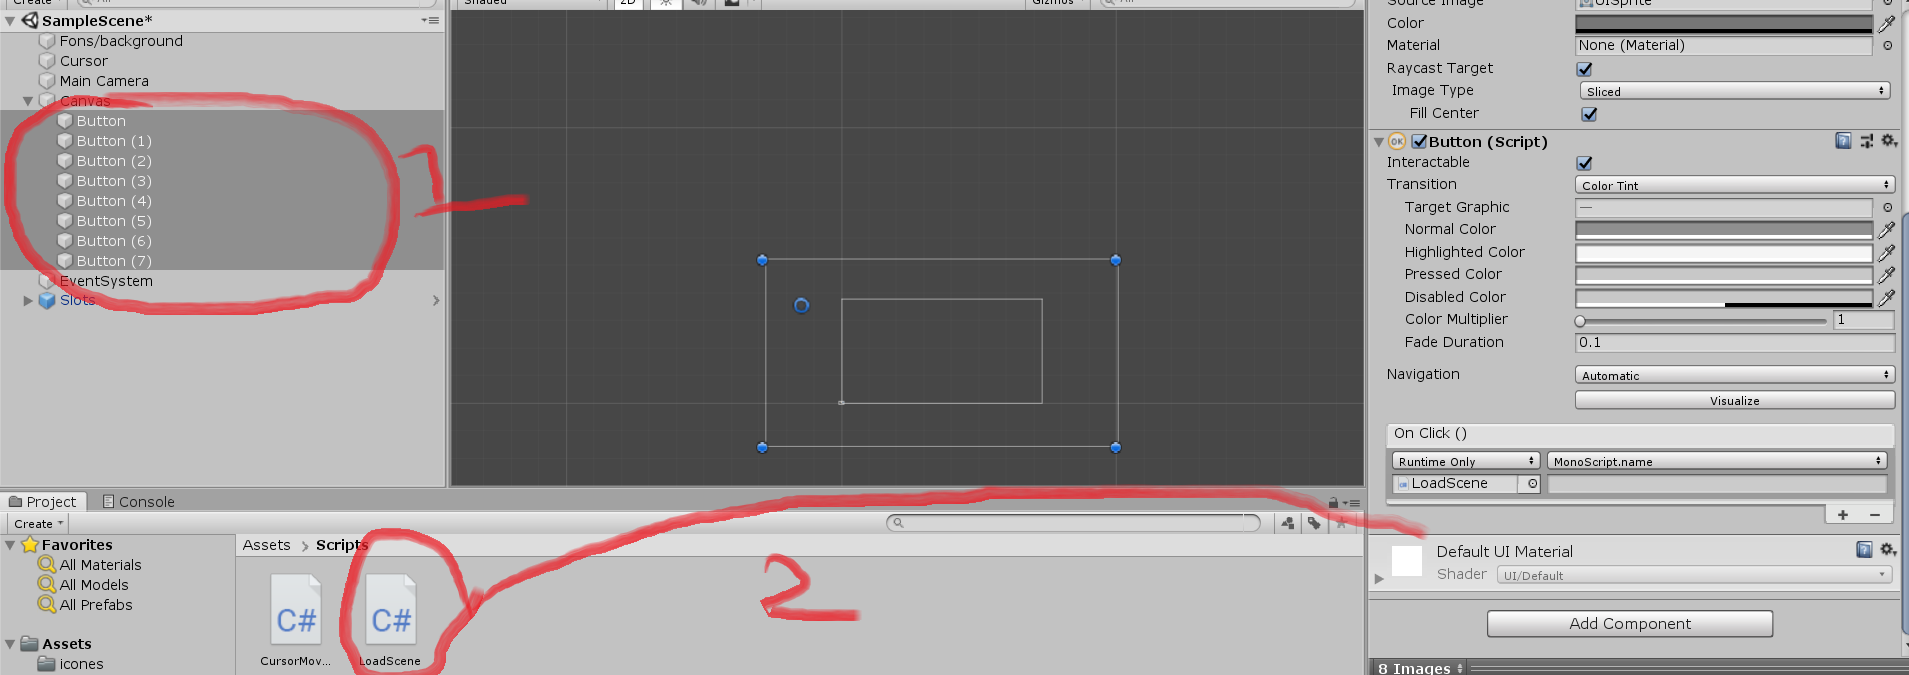 Create
Shaded
2D
Gizmos
SampleScene*
Fons/background
Cursor
Main Camera
Canvas
Button
Button (1)
Button (2)
Button (3)
Button (4)
Button (5)
Button (6)
Button (7)
EventSystem
Slots
1
Source Image
UISprite
Color
Material
None (Material)
Raycast Target
Image Type
Sliced
Fill Center
OK
Button (Script)
Interactable
Transition
Color Tint
Target Graphic
—
Normal Color
Highlighted Color
Pressed Color
Disabled Color
Color Multiplier
1
Fade Duration
0.1
Navigation
Automatic
Visualize
On Click ()
Runtime Only
MonoScript.name
LoadScene
+ −
Default UI Material
Shader
UI/Default
Add Component
8 Images
Project
Console
Create
Favorites
All Materials
All Models
All Prefabs
Assets
icones
Assets > Scripts
C#
CursorMov...
C#
LoadScene
2